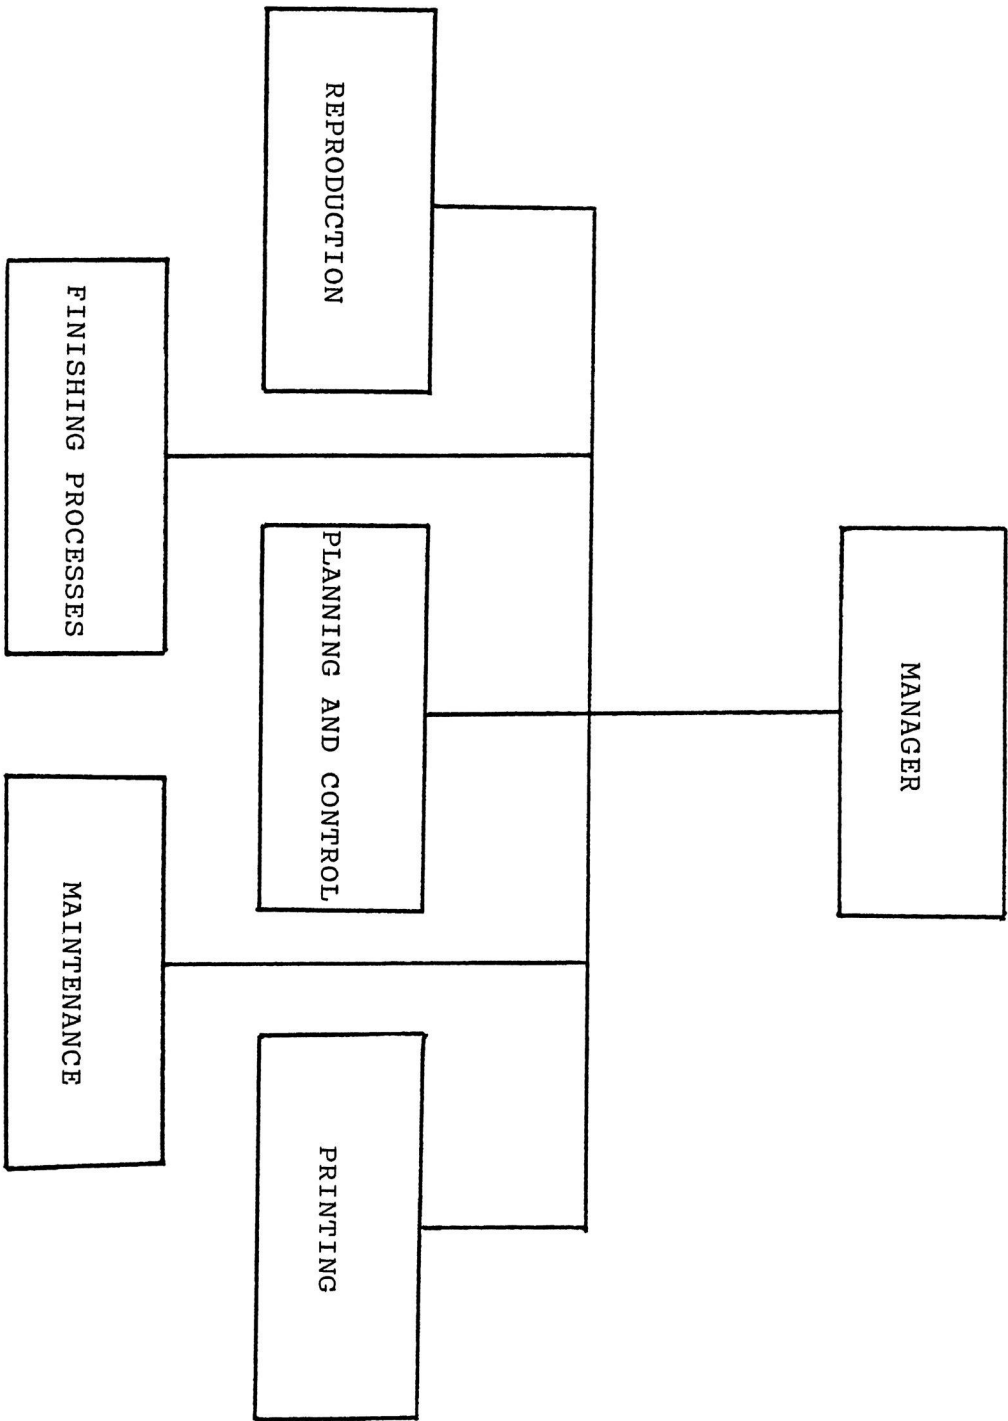 MANAGER
REPRODUCTION
PLANNING AND CONTROL
PRINTING
FINISHING PROCESSES
MAINTENANCE